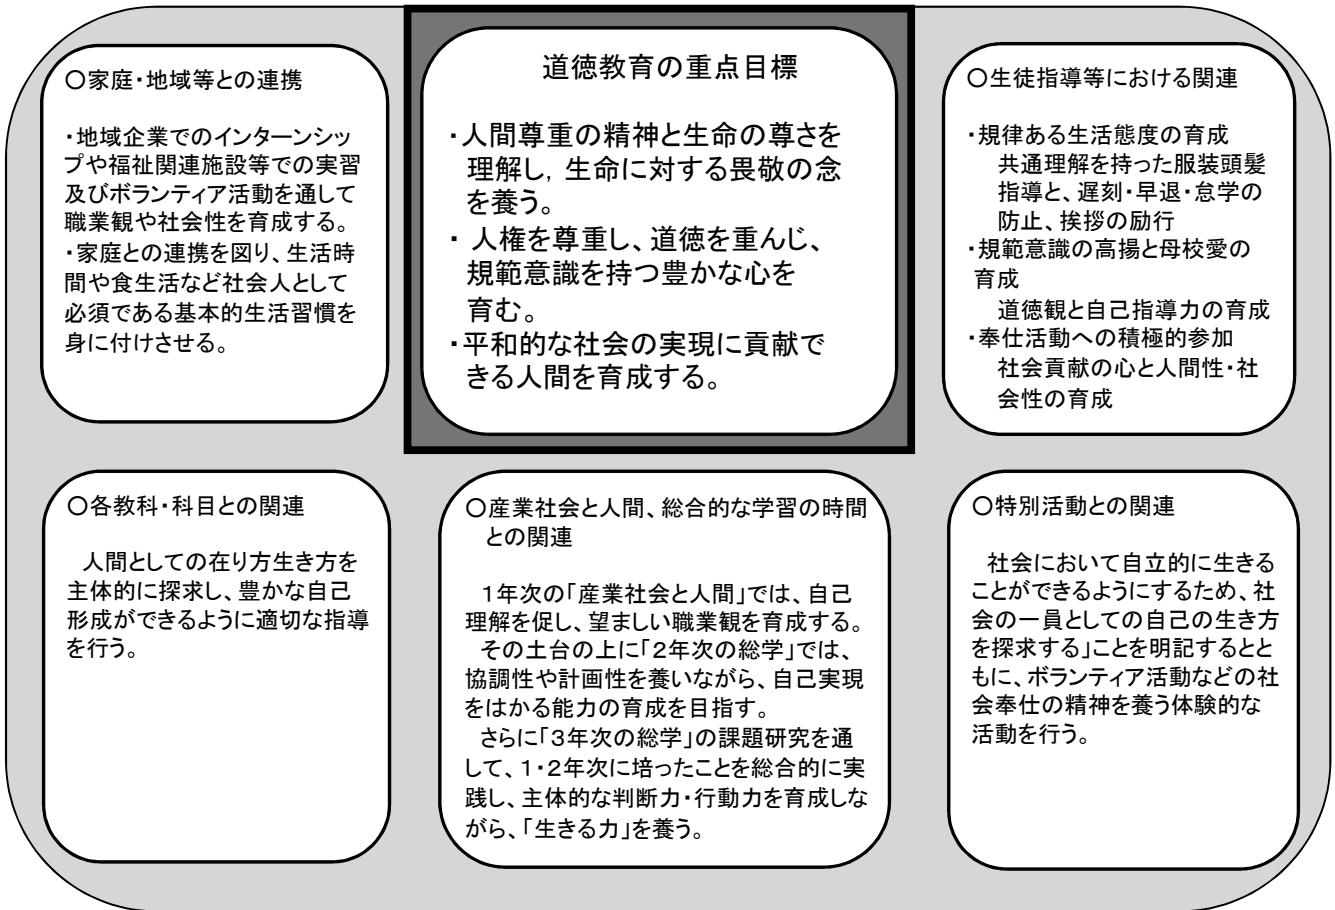 〇家庭・地域等との連携
・地域企業でのインターンシッ
プや福祉関連施設等での実習
及びボランティア活動を通して
職業観や社会性を育成する。
・家庭との連携を図り、生活時
間や食生活など社会人として
必須である基本的生活習慣を
身に付けさせる。
道徳教育の重点目標
・人間尊重の精神と生命の尊さを
理解し，生命に対する畏敬の念
を養う。
・ 人権を尊重し、道徳を重んじ、
規範意識を持つ豊かな心を
育む。
・平和的な社会の実現に貢献で
きる人間を育成する。
〇生徒指導等における関連
・規律ある生活態度の育成
共通理解を持った服装頭髪
指導と、遅刻・早退・怠学の
防止、挨拶の励行
・規範意識の高揚と母校愛の
育成
道徳観と自己指導力の育成
・奉仕活動への積極的参加
社会貢献の心と人間性・社
会性の育成
〇各教科・科目との関連
人間としての在り方生き方を
主体的に探求し、豊かな自己
形成ができるように適切な指導
を行う。
〇産業社会と人間、総合的な学習の時間
との関連
１年次の「産業社会と人間」では、自己
理解を促し、望ましい職業観を育成する。
その土台の上に「２年次の総学」では、
協調性や計画性を養いながら、自己実現
をはかる能力の育成を目指す。
さらに「３年次の総学」の課題研究を通
して、１・２年次に培ったことを総合的に実
践し、主体的な判断力・行動力を育成しな
がら、「生きる力」を養う。
〇特別活動との関連
社会において自立的に生きる
ことができるようにするため、社
会の一員としての自己の生き方
を探求する」ことを明記するとと
もに、ボランティア活動などの社
会奉仕の精神を養う体験的な
活動を行う。